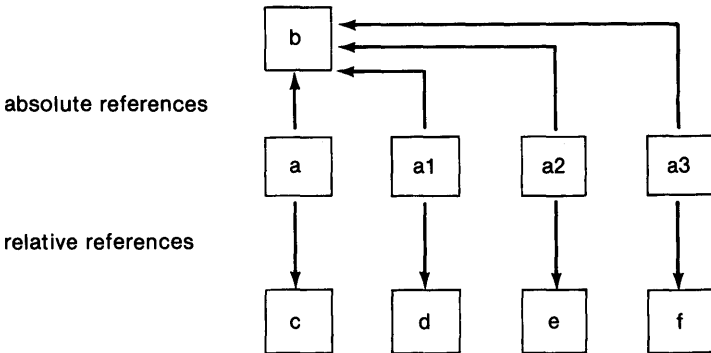 b
absolute references
a a1 a2 a3
relative references
c d e f